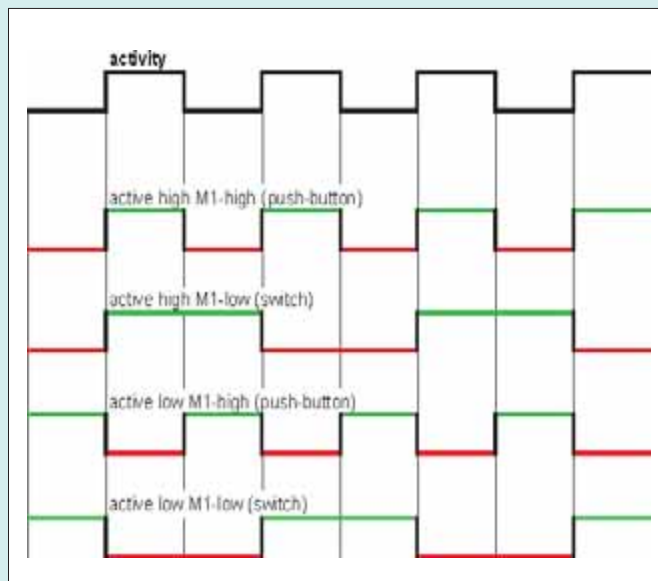 activity
active high M1-high (push-button)
active high M1-low (switch)
active low M1-high (push-button)
active low M1-low (switch)